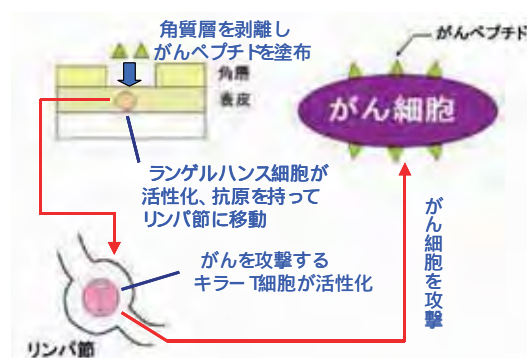 角質層を剥離し
がんペプチドを塗布
角層
表皮
ランゲルハンス細胞が
活性化、抗原を持って
リンパ節に移動
がんを攻撃する
キラーT細胞が活性化
リンパ節
がんペプチド
がん細胞
がん細胞を攻撃